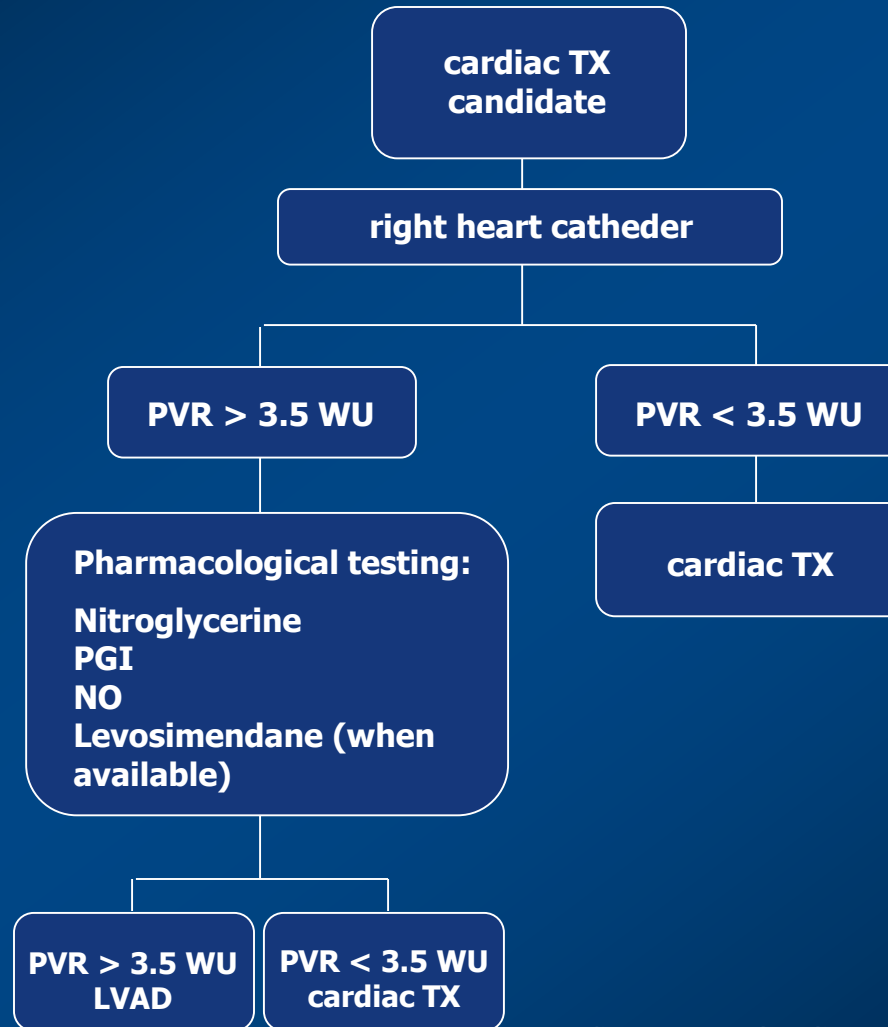 cardiac TX
candidate
right heart catheder
PVR > 3.5 WU
PVR < 3.5 WU
Pharmacological testing:
Nitroglycerine
PGI
NO
Levosimendane (when
available)
cardiac TX
PVR > 3.5 WU
LVAD
PVR < 3.5 WU
cardiac TX